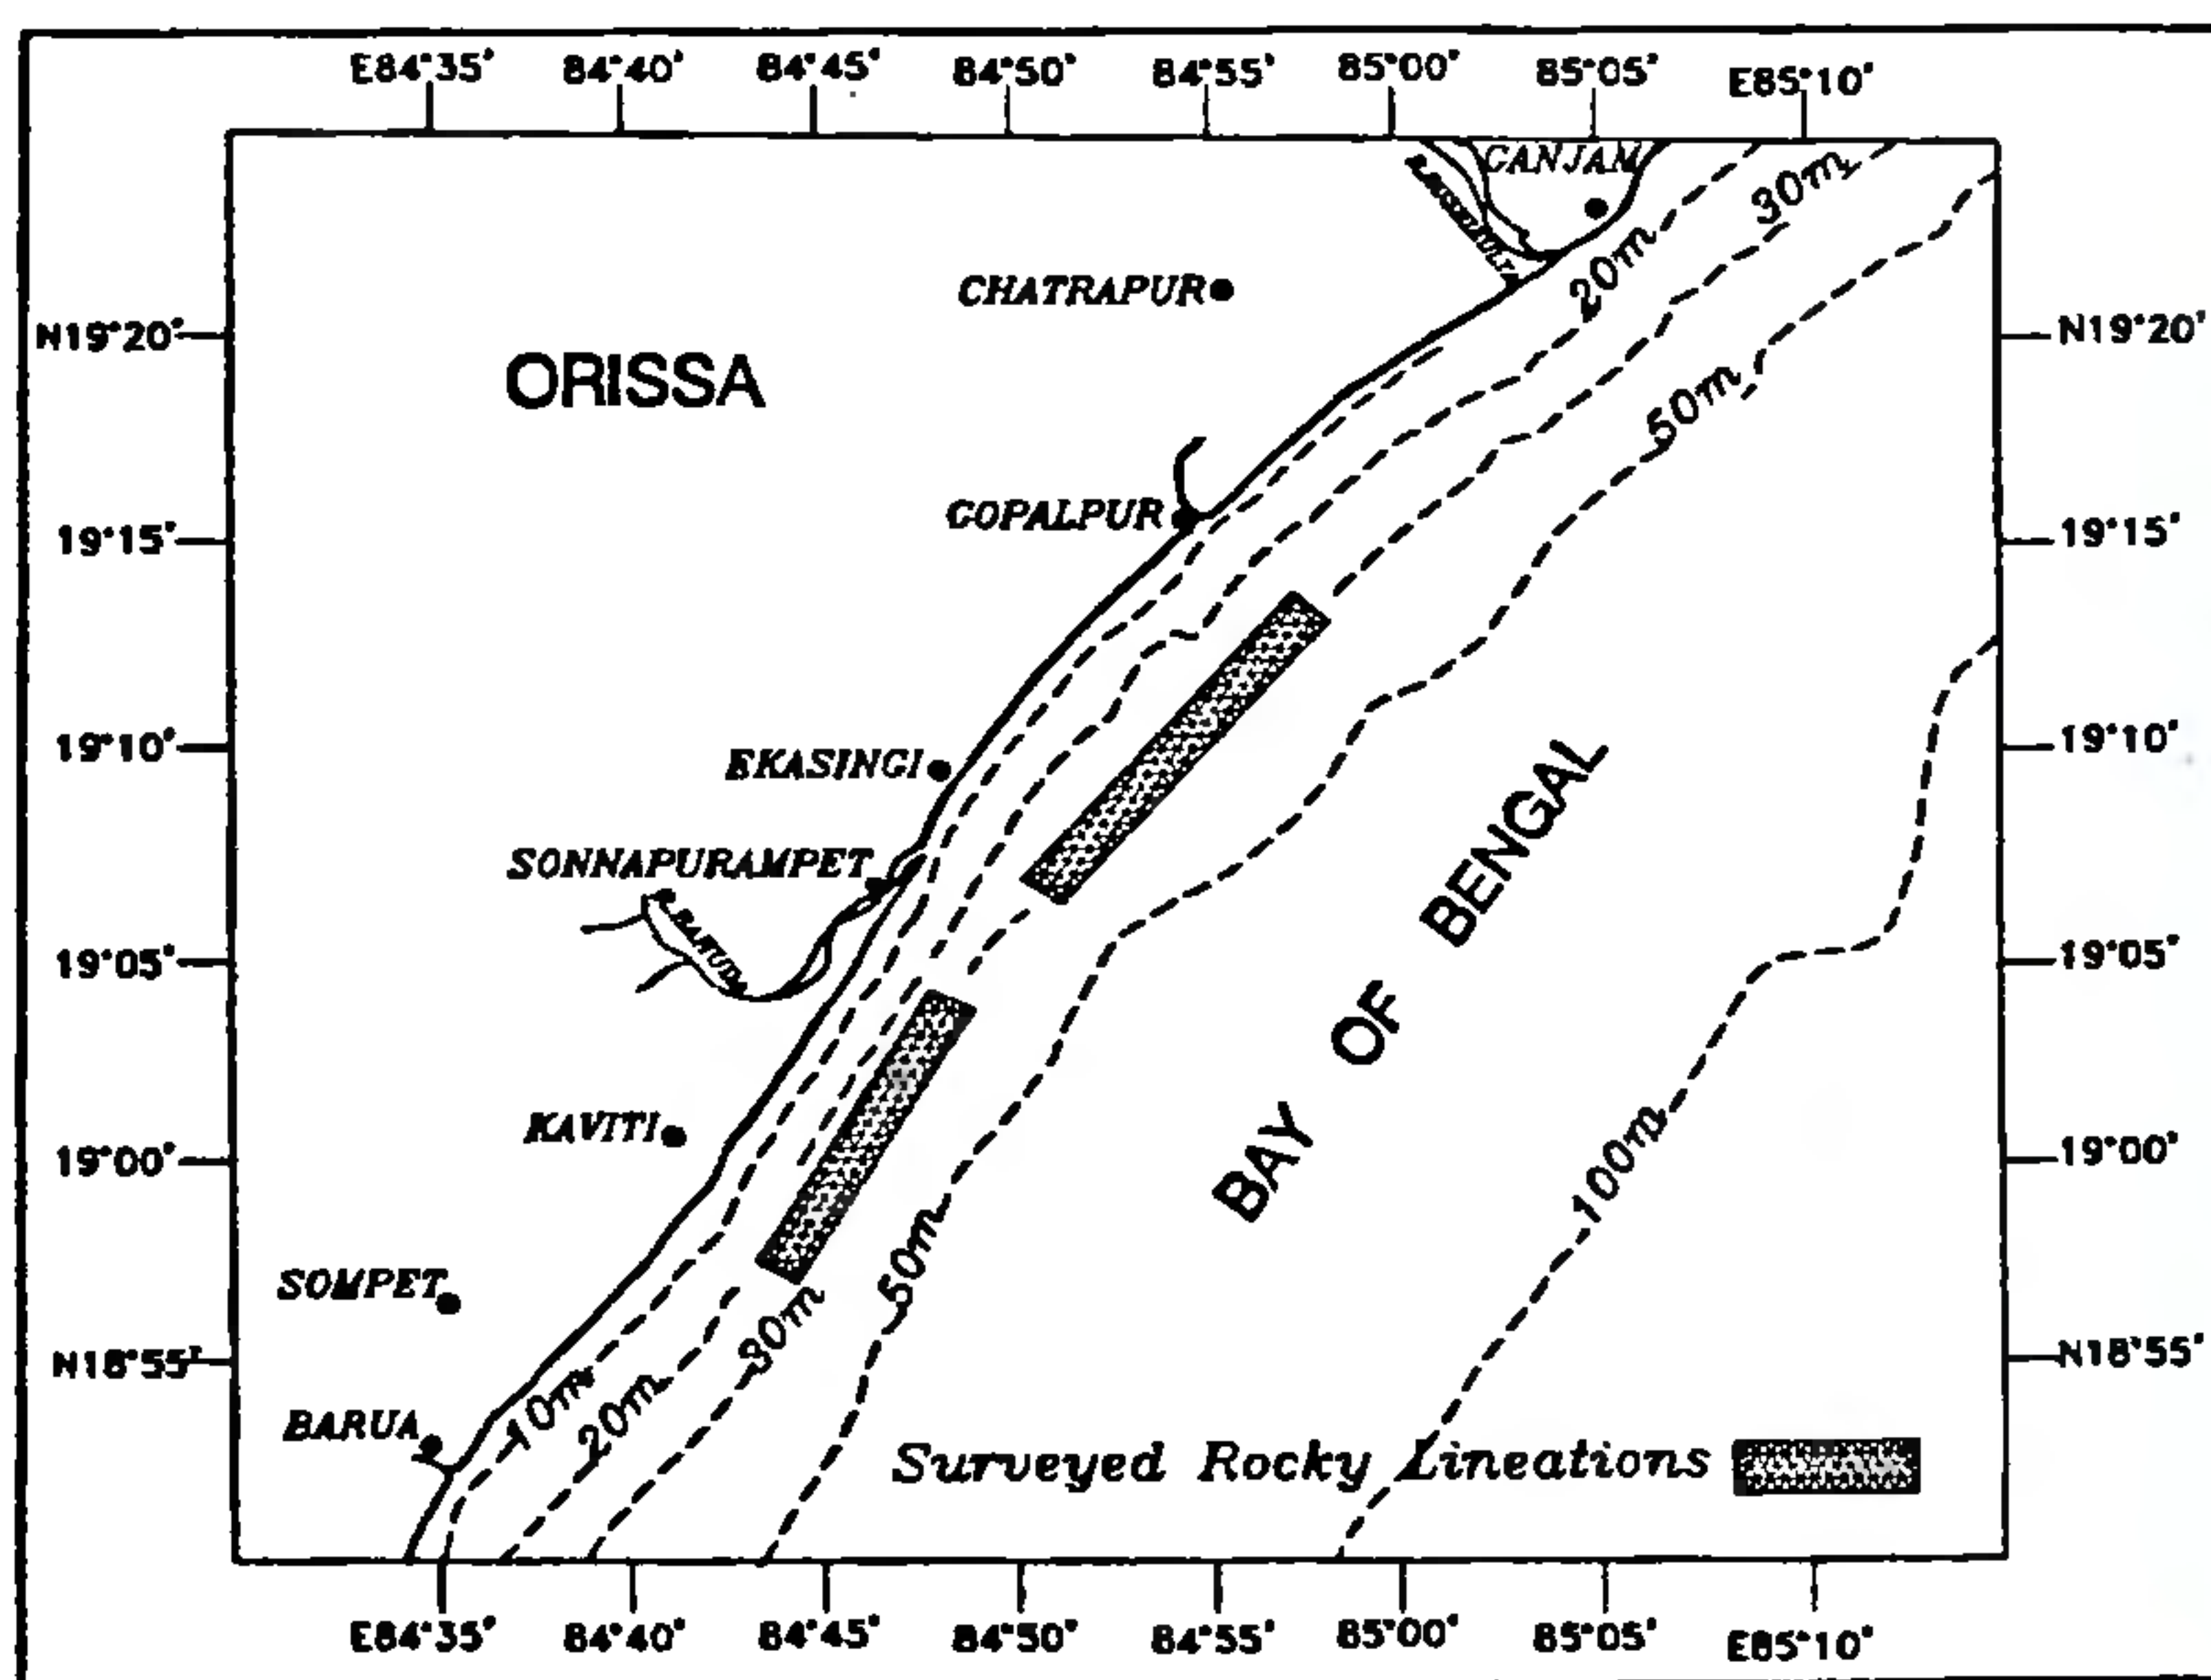 E84°35' 84°40' 84°45' 84°50' 84°55' 85°00' 85°05' E85°10'
GANJAM
30m
20m
CHATRAPUR
N19°20' N19°20'
ORISSA
50m
GOPALPUR
19°15' 19°15'
19°10' 19°10'
EKASINGI
SONNAPURAMPET
BAY OF BENGAL
19°05' 19°05'
KAVITI
19°00' 19°00'
100m
50m
SOMPET
30m
N18°55' N18°55'
10m
20m
BARUA
Surveyed Rocky Lineations
E84°35' 84°40' 84°45' 84°50' 84°55' 85°00' 85°05' E85°10'